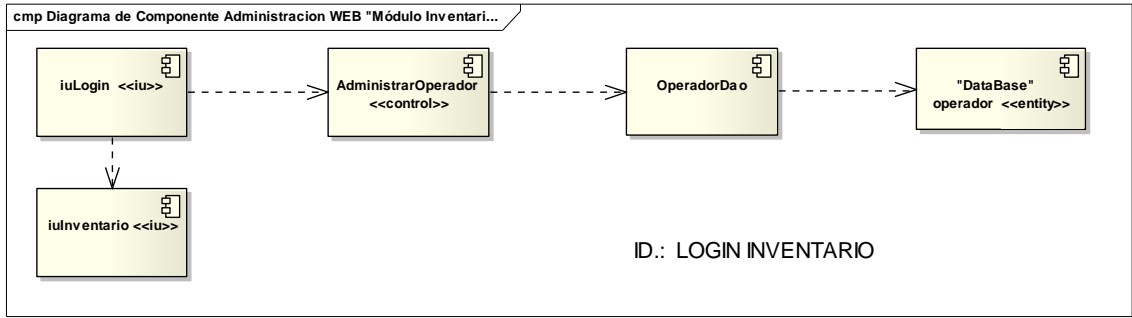 cmp Diagrama de Componente Administracion WEB "Módulo Inventari...
iuLogin <<iu>>
AdministrarOperador
<<control>>
OperadorDao
"DataBase"
operador <<entity>>
iuInventario <<iu>>
ID.: LOGIN INVENTARIO